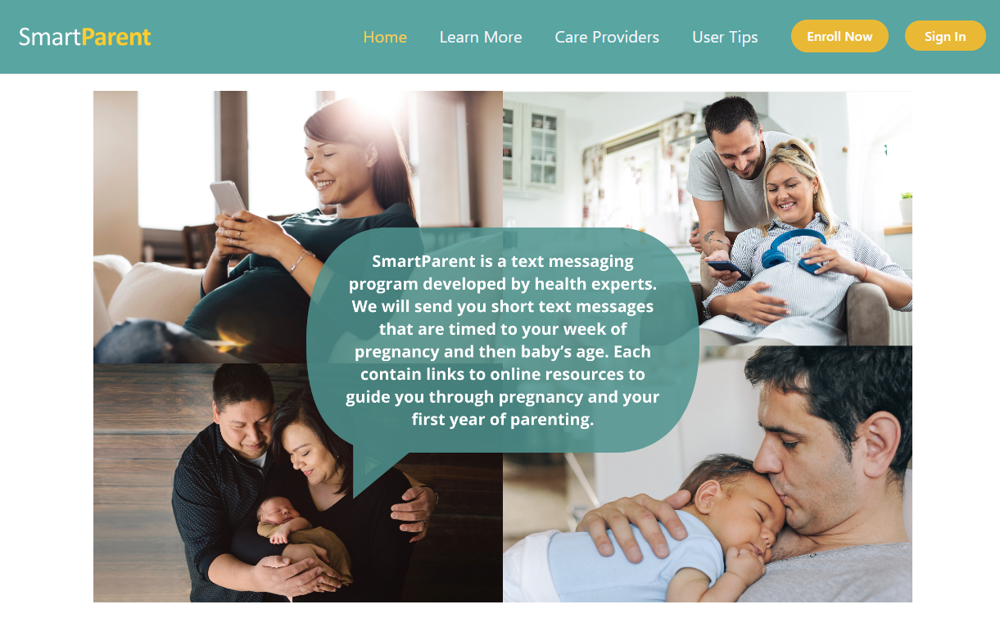 SmartParent
Home
Learn More
Care Providers
User Tips
Enroll Now
Sign In
SmartParent is a text messaging
program developed by health experts.
We will send you short text messages
that are timed to your week of
pregnancy and then baby’s age. Each
contain links to online resources to
guide you through pregnancy and your
first year of parenting.